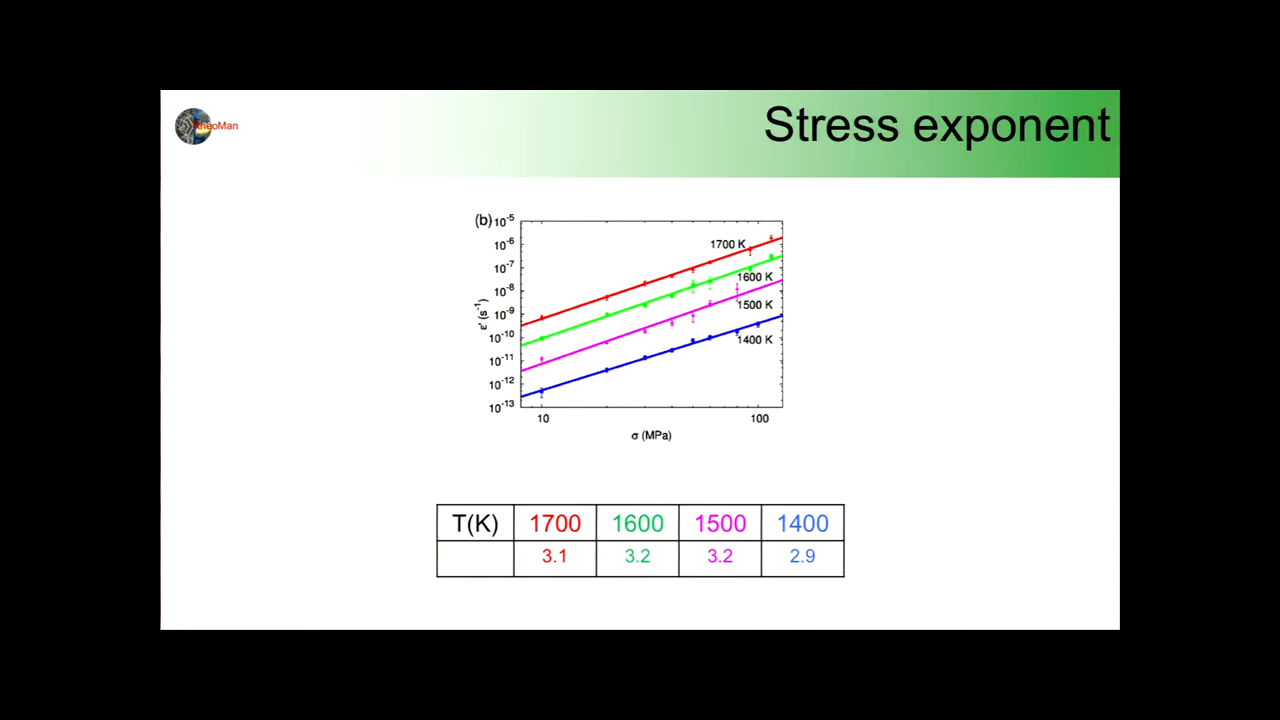 RheoMan
Stress exponent
(b)
10-5
10-6
10-7
10-8
10-9
10-10
10-11
10-12
10-13
ε' (s-1)
1700 K
1600 K
1500 K
1400 K
10 100
σ (MPa)
T(K) 1700 1600 1500 1400
3.1 3.2 3.2 2.9